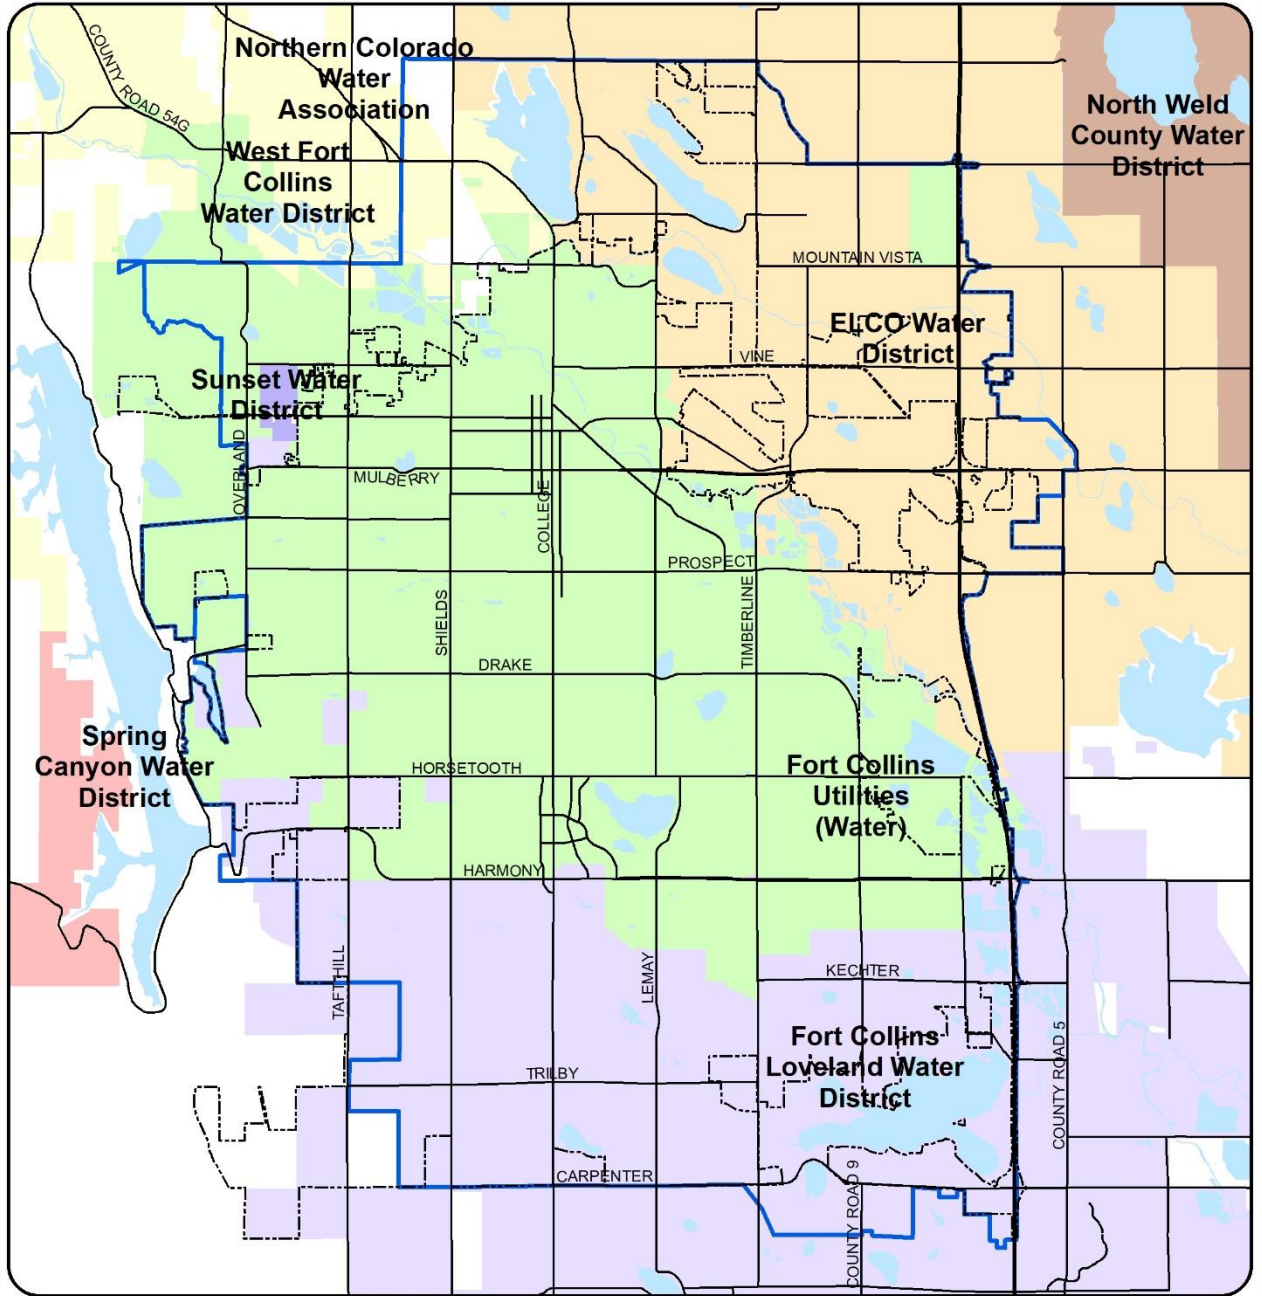 COUNTY ROAD 54G
Northern Colorado
Water
Association
North Weld
County Water
District
West Fort
Collins
Water District
MOUNTAIN VISTA
ELCO Water
District
VINE
Sunset Water
District
OVERLAND
MULBERRY
COLLEGE
PROSPECT
SHIELDS
TIMBERLINE
DRAKE
Spring
Canyon Water
District
HORSETOOTH
Fort Collins
Utilities
(Water)
HARMONY
TAFT HILL
LEMAY
KECHTER
Fort Collins
Loveland Water
District
COUNTY ROAD 5
TRILBY
CARPENTER
COUNTY ROAD 9